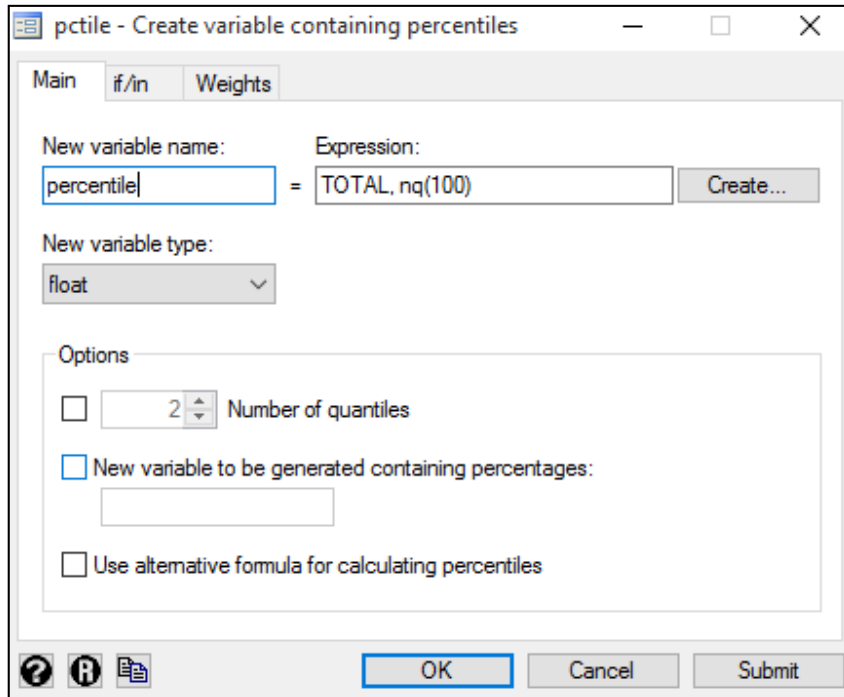 pctile - Create variable containing percentiles
Main if/in Weights
New variable name: Expression:
percentile = TOTAL, nq(100) Create...
New variable type:
float
Options
2 Number of quantiles
New variable to be generated containing percentages:
Use alternative formula for calculating percentiles
? R OK Cancel Submit